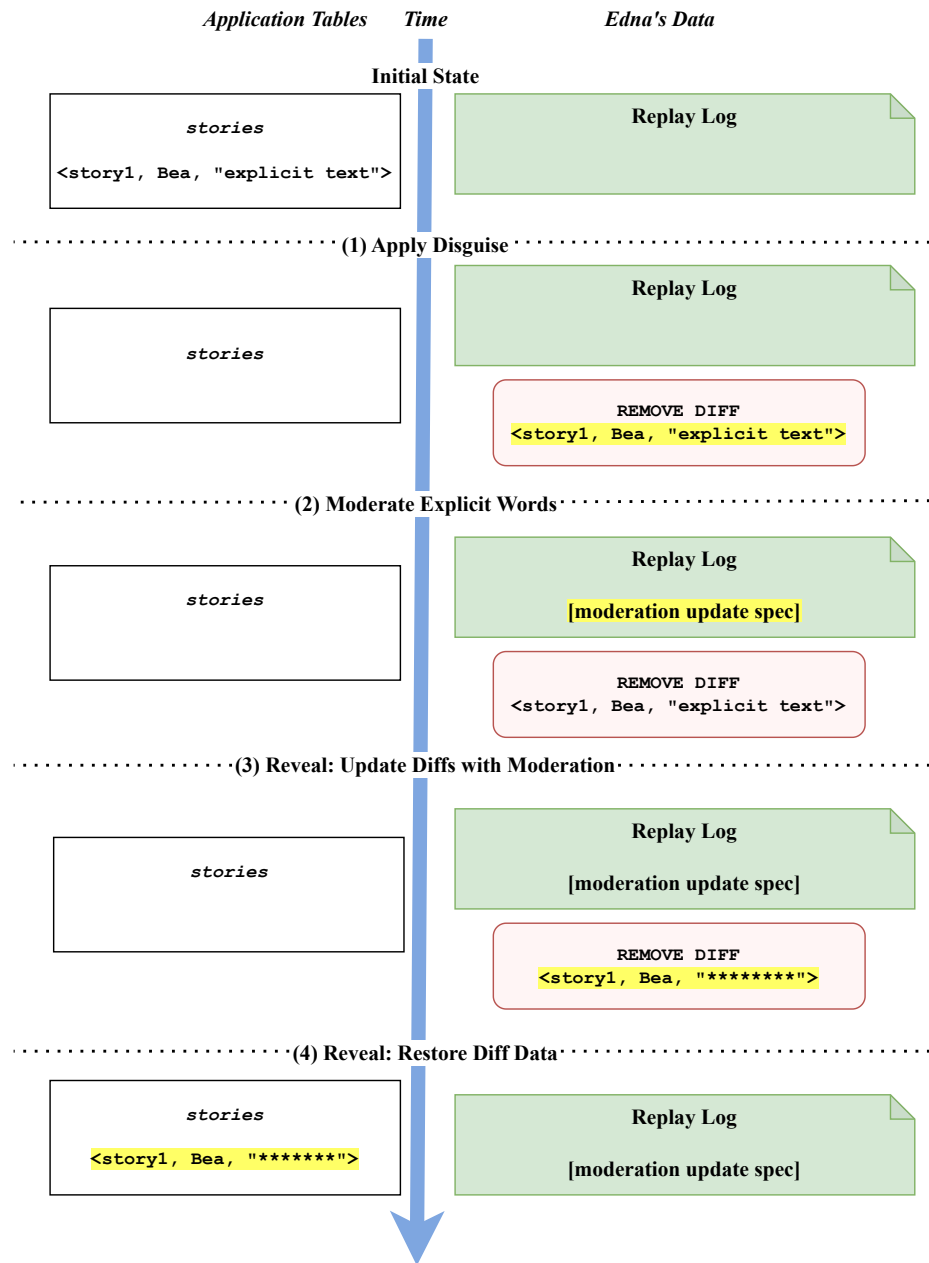 Application Tables Time Edna's Data
Initial State
stories
<story1, Bea, "explicit text">
Replay Log
(1) Apply Disguise
stories
Replay Log
REMOVE DIFF
<story1, Bea, "explicit text">
(2) Moderate Explicit Words
stories
Replay Log
[moderation update spec]
REMOVE DIFF
<story1, Bea, "explicit text">
(3) Reveal: Update Diffs with Moderation
stories
Replay Log
[moderation update spec]
REMOVE DIFF
<story1, Bea, "********">
(4) Reveal: Restore Diff Data
stories
<story1, Bea, "*******">
Replay Log
[moderation update spec]